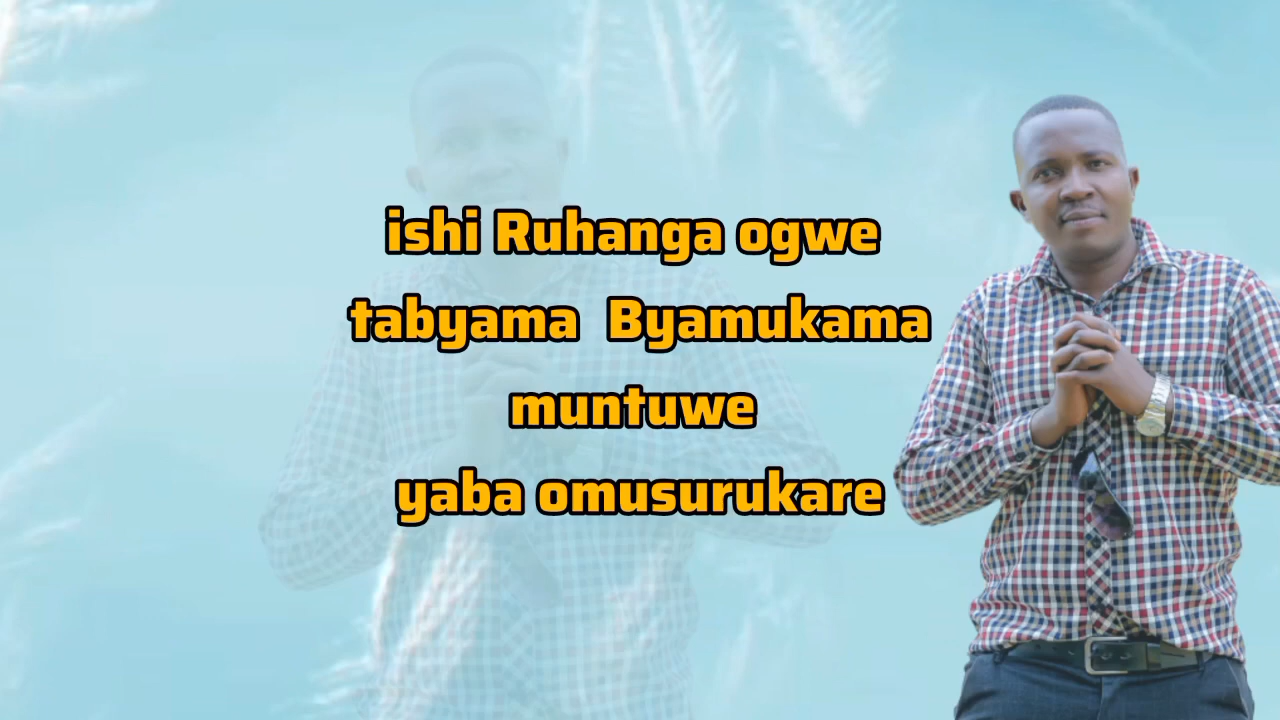 ishi Ruhanga ogwe
tabyama Byamukama
muntuwe
yaba omusurukare